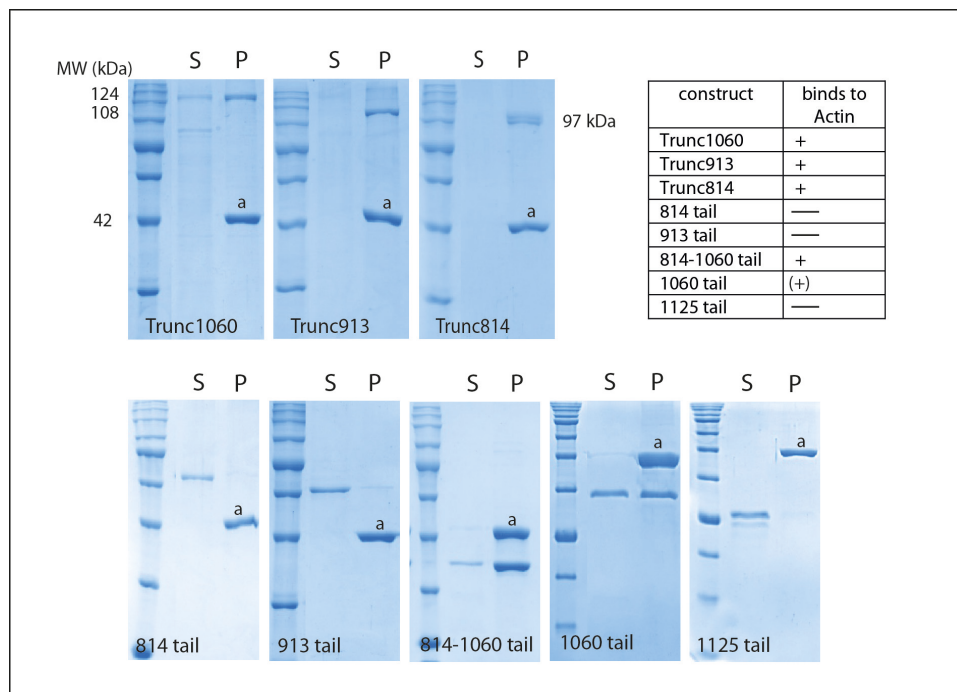 S P S P S P
MW (kDa)
124
108
97 kDa
42
a a a
Trunc1060 Trunc913 Trunc814
construct binds to Actin
Trunc1060 +
Trunc913 +
Trunc814 +
814 tail —
913 tail —
814-1060 tail +
1060 tail (+)
1125 tail —
S P S P S P S P S P
a a a a a
814 tail 913 tail 814-1060 tail 1060 tail 1125 tail